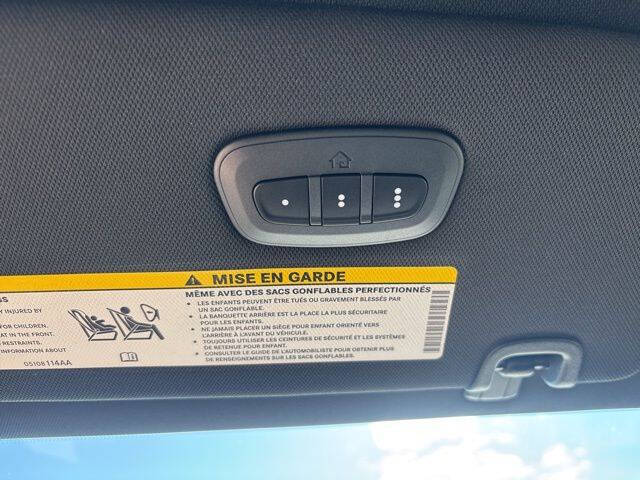 MISE EN GARDE
MÊME AVEC DES SACS GONFLABLES PERFECTIONNÉS
• LES ENFANTS PEUVENT ÊTRE TUÉS OU GRAVEMENT BLESSÉS PAR
UN SAC GONFLABLE.
• LA BANQUETTE ARRIÈRE EST LA PLACE LA PLUS SÉCURITAIRE
POUR LES ENFANTS.
• NE JAMAIS PLACER UN SIÈGE POUR ENFANT ORIENTÉ VERS
L'ARRIÈRE À L'AVANT DU VÉHICULE.
• TOUJOURS UTILISER LES CEINTURES DE SÉCURITÉ ET LES SYSTÈMES
DE RETENUE POUR ENFANT.
• CONSULTER LE GUIDE DE L'AUTOMOBILISTE POUR OBTENIR PLUS
DE RENSEIGNEMENTS SUR LES SACS GONFLABLES.
INJURED BY
FOR CHILDREN.
AT IN THE FRONT.
RESTRAINTS.
INFORMATION ABOUT
05108114AA